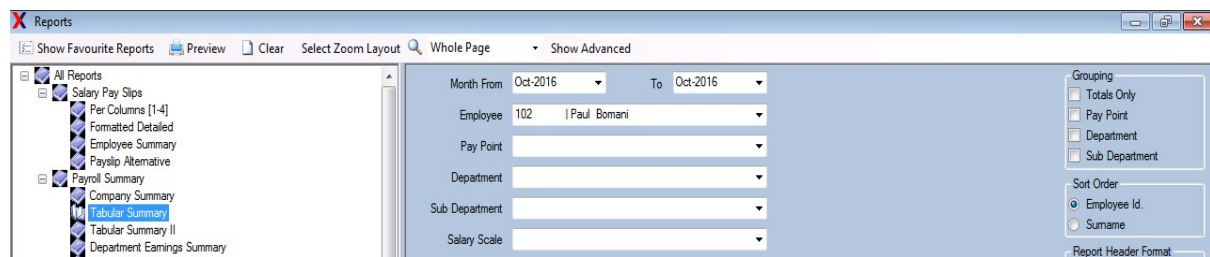 Reports
Show Favourite Reports Preview Clear Select Zoom Layout Whole Page Show Advanced
All Reports
Salary Pay Slips
Per Columns [1-4]
Formatted Detailed
Employee Summary
Payslip Alternative
Payroll Summary
Company Summary
Tabular Summary
Tabular Summary II
Department Earnings Summary
Month From Oct-2016 To Oct-2016
Employee 102 | Paul Bomani
Pay Point
Department
Sub Department
Salary Scale
Grouping
Totals Only
Pay Point
Department
Sub Department
Sort Order
Employee Id.
Surname
Report Header Format